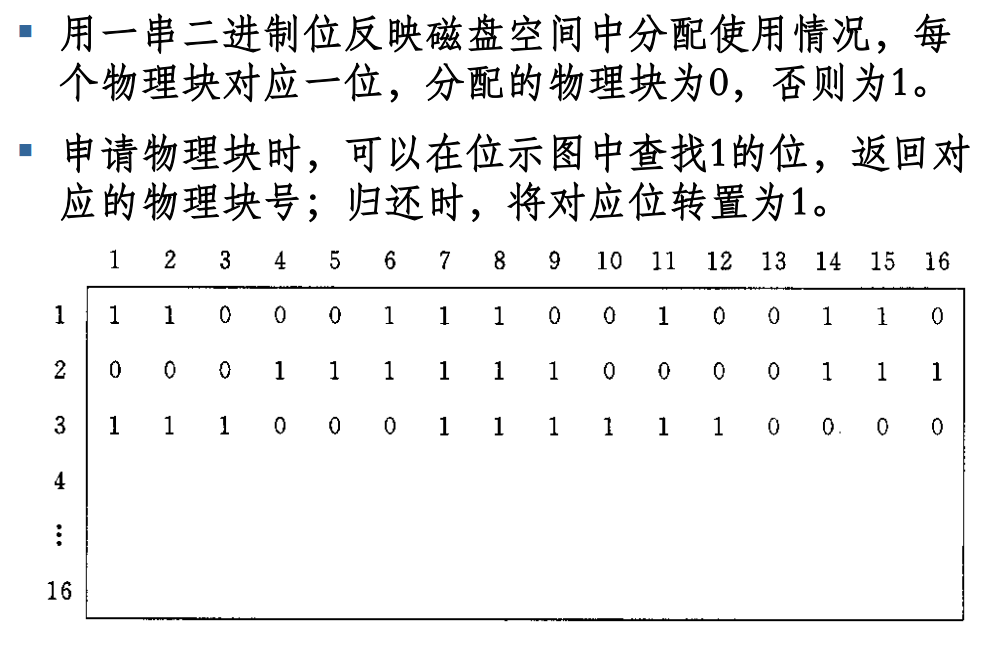 ▪ 用一串二进制位反映磁盘空间中分配使用情况，每
个物理块对应一位，分配的物理块为0，否则为1。
▪ 申请物理块时，可以在位示图中查找1的位，返回对
应的物理块号；归还时，将对应位转置为1。
1 2 3 4 5 6 7 8 9 10 11 12 13 14 15 16
1 1 1 0 0 0 1 1 1 0 0 1 0 0 1 1 0
2 0 0 0 1 1 1 1 1 1 0 0 0 0 1 1 1
3 1 1 1 0 0 0 1 1 1 1 1 1 0 0 0 0
4
⋮
16